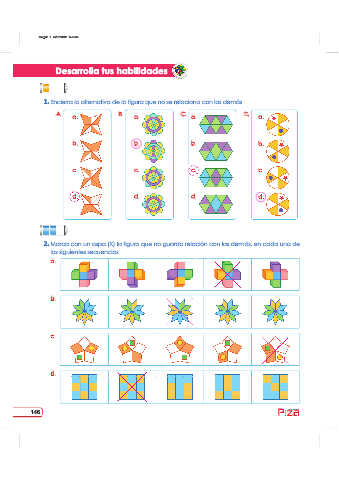 Desarrolla tus habilidades
1. Encierra la alternativa de la figura que no se relaciona con las demás
A. a. B. a. C. a. D. a.
b. b. b. b.
c. c. c. c.
d. d. d. d.
2. Marca con un aspa (X) la figura que no guarda relación con las demás, en cada una de
las siguientes secuencias:
a.
b.
c.
d.
146